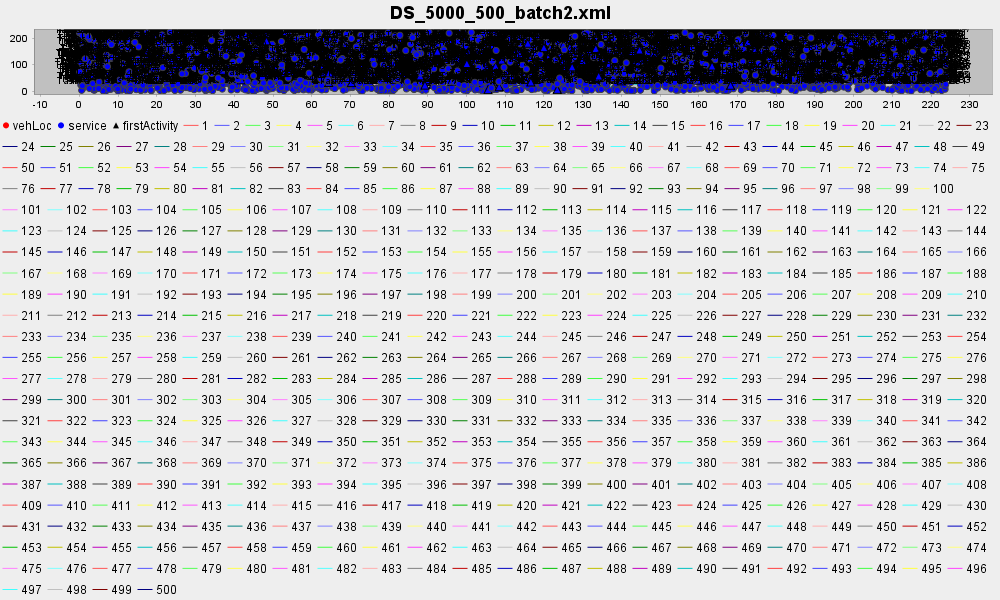 DS_5000_500_batch2.xml
200
100
0
-10 0 10 20 30 40 50 60 70 80 90 100 110 120 130 140 150 160 170 180 190 200 210 220 230
vehLoc service firstActivity 1 2 3 4 5 6 7 8 9 10 11 12 13 14 15 16 17 18 19 20 21 22 23
24 25 26 27 28 29 30 31 32 33 34 35 36 37 38 39 40 41 42 43 44 45 46 47 48 49
50 51 52 53 54 55 56 57 58 59 60 61 62 63 64 65 66 67 68 69 70 71 72 73 74 75
76 77 78 79 80 81 82 83 84 85 86 87 88 89 90 91 92 93 94 95 96 97 98 99 100
101 102 103 104 105 106 107 108 109 110 111 112 113 114 115 116 117 118 119 120 121 122
123 124 125 126 127 128 129 130 131 132 133 134 135 136 137 138 139 140 141 142 143 144
145 146 147 148 149 150 151 152 153 154 155 156 157 158 159 160 161 162 163 164 165 166
167 168 169 170 171 172 173 174 175 176 177 178 179 180 181 182 183 184 185 186 187 188
189 190 191 192 193 194 195 196 197 198 199 200 201 202 203 204 205 206 207 208 209 210
211 212 213 214 215 216 217 218 219 220 221 222 223 224 225 226 227 228 229 230 231 232
233 234 235 236 237 238 239 240 241 242 243 244 245 246 247 248 249 250 251 252 253 254
255 256 257 258 259 260 261 262 263 264 265 266 267 268 269 270 271 272 273 274 275 276
277 278 279 280 281 282 283 284 285 286 287 288 289 290 291 292 293 294 295 296 297 298
299 300 301 302 303 304 305 306 307 308 309 310 311 312 313 314 315 316 317 318 319 320
321 322 323 324 325 326 327 328 329 330 331 332 333 334 335 336 337 338 339 340 341 342
343 344 345 346 347 348 349 350 351 352 353 354 355 356 357 358 359 360 361 362 363 364
365 366 367 368 369 370 371 372 373 374 375 376 377 378 379 380 381 382 383 384 385 386
387 388 389 390 391 392 393 394 395 396 397 398 399 400 401 402 403 404 405 406 407 408
409 410 411 412 413 414 415 416 417 418 419 420 421 422 423 424 425 426 427 428 429 430
431 432 433 434 435 436 437 438 439 440 441 442 443 444 445 446 447 448 449 450 451 452
453 454 455 456 457 458 459 460 461 462 463 464 465 466 467 468 469 470 471 472 473 474
475 476 477 478 479 480 481 482 483 484 485 486 487 488 489 490 491 492 493 494 495 496
497 498 499 500